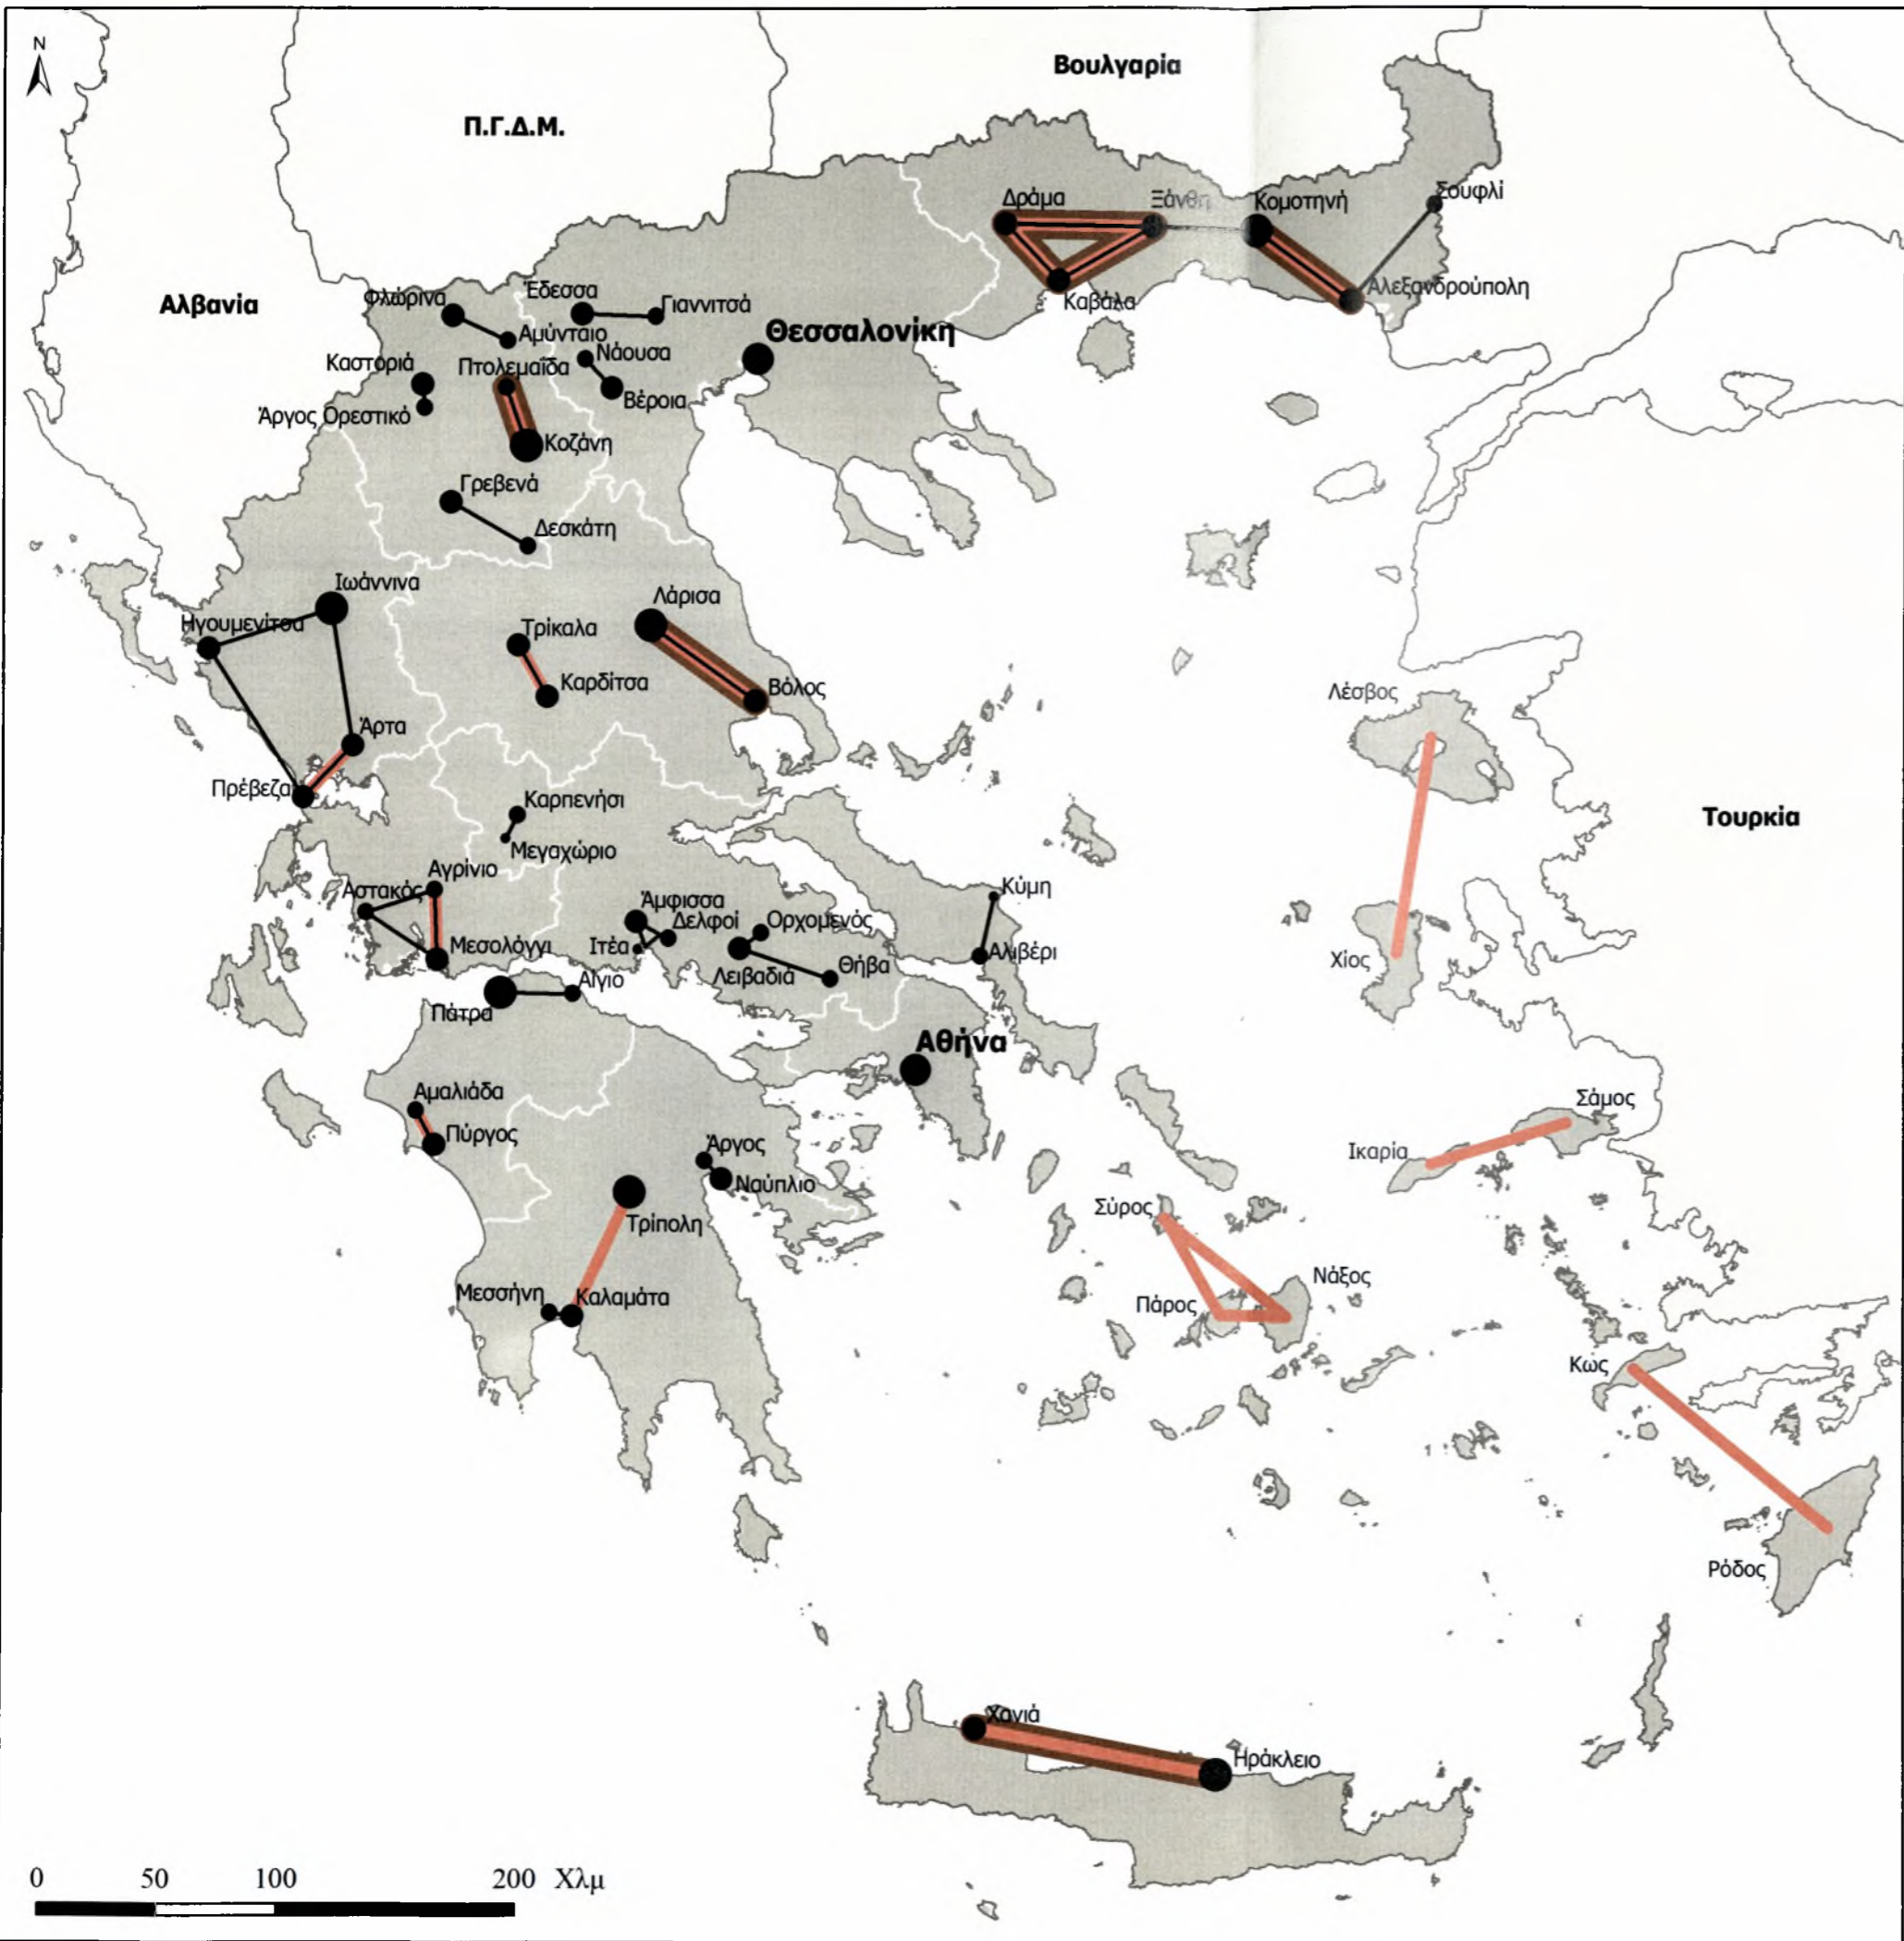 N
Βουλγαρία
Π.Γ.Δ.Μ.
Αλβανία
Δράμα
Ξάνθη
Κομοτηνή
Σουφλί
Καβάλα
Αλεξανδρούπολη
Φλώρινα
Έδεσσα
Γιαννιτσά
Θεσσαλονίκη
Αμύνταιο
Νάουσα
Καστοριά
Πτολεμαΐδα
Βέροια
Άργος Ορεστικό
Κοζάνη
Γρεβενά
Δεσκάτη
Ιωάννινα
Ηγουμενίτσα
Λάρισα
Τρίκαλα
Καρδίτσα
Βόλος
Λέσβος
Άρτα
Πρέβεζα
Καρπενήσι
Τουρκία
Μεγαχώριο
Αγρίνιο
Αστακός
Κύμη
Άμφισσα
Δελφοί
Ορχομενός
Μεσολόγγι
Ιτέα
Αλιβέρι
Χίος
Λειβαδιά
Θήβα
Αίγιο
Πάτρα
Αθήνα
Αμαλιάδα
Σάμος
Πύργος
Άργος
Ικαρία
Ναύπλιο
Σύρος
Τρίπολη
Νάξος
Μεσσήνη
Καλαμάτα
Πάρος
Κως
Ρόδος
Χανιά
Ηράκλειο
0 50 100 200 Χλμ